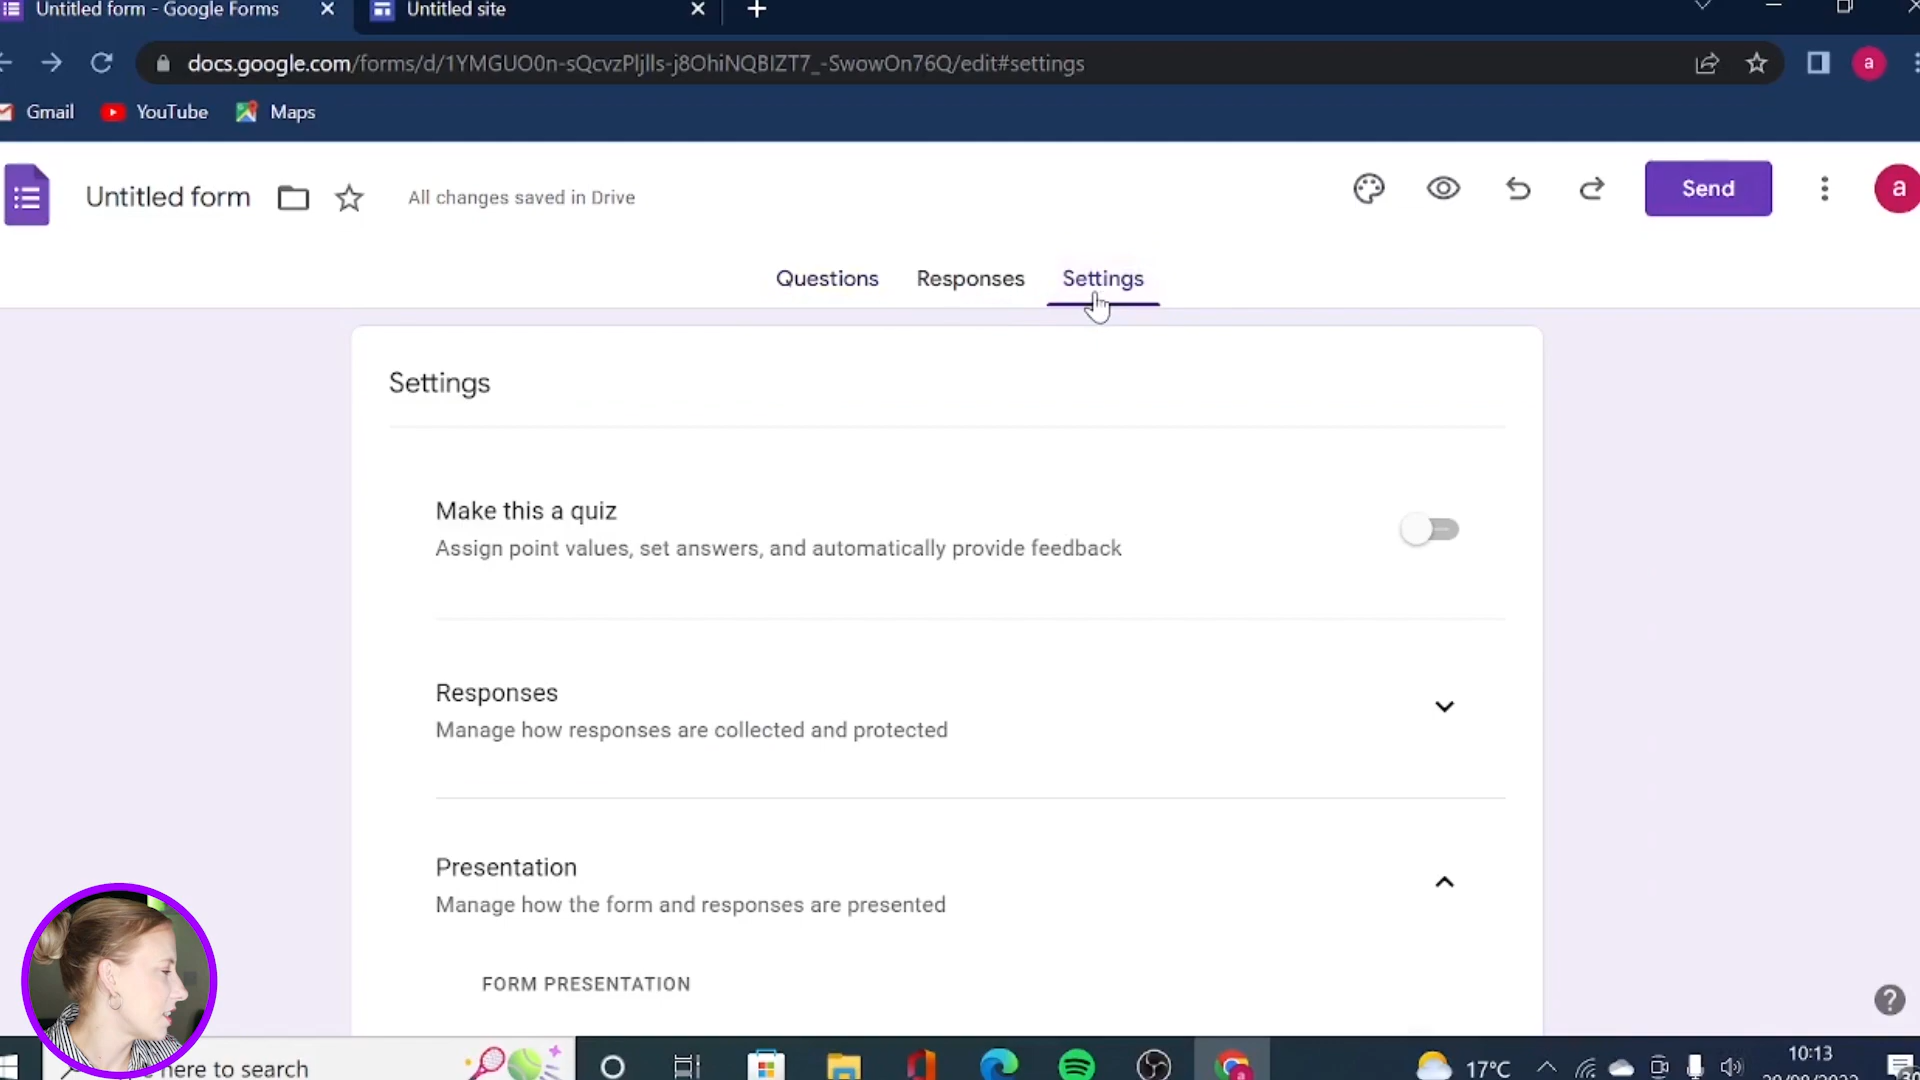 Untitled form - Google Forms
Untitled site
docs.google.com/forms/d/1YMGUO0n-sQcvzPljlls-j8OhiNQBIZT7_-SwowOn76Q/edit#settings
a
Gmail
YouTube
Maps
Untitled form
All changes saved in Drive
Send
a
Questions
Responses
Settings
Settings
Make this a quiz
Assign point values, set answers, and automatically provide feedback
Responses
Manage how responses are collected and protected
Presentation
Manage how the form and responses are presented
FORM PRESENTATION
here to search
17°C
10:13